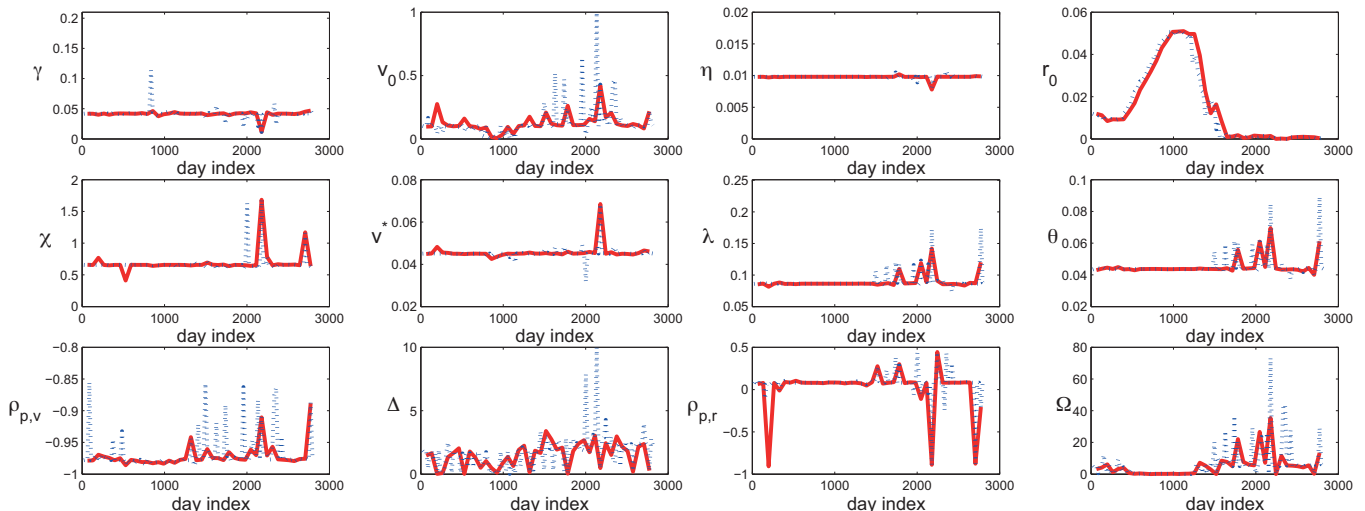 0.2 0.15 0.1 0.05 0 γ 0 1000 2000 3000 day index
1 0.5 0 v0 0 1000 2000 3000 day index
0.02 0.015 0.01 0.005 0 η 0 1000 2000 3000 day index
0.06 0.04 0.02 0 r0 0 1000 2000 3000 day index
2 1.5 1 0.5 0 χ 0 1000 2000 3000 day index
0.08 0.06 0.04 0.02 v* 0 1000 2000 3000 day index
0.25 0.2 0.15 0.1 0.05 λ 0 1000 2000 3000 day index
0.1 0.08 0.06 0.04 0.02 θ 0 1000 2000 3000 day index
−0.8 −0.85 −0.9 −0.95 −1 ρp,v 0 1000 2000 3000 day index
10 5 0 Δ 0 1000 2000 3000 day index
0.5 0 −0.5 −1 ρp,r 0 1000 2000 3000 day index
80 60 40 20 0 Ω 0 1000 2000 3000 day index